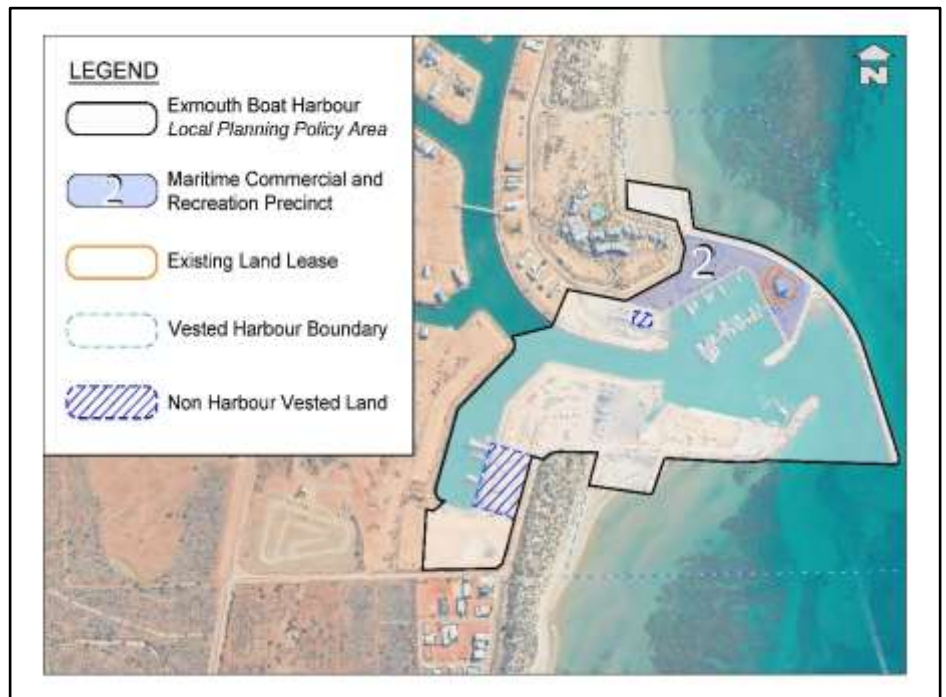 LEGEND
Exmouth Boat Harbour
Local Planning Policy Area
2
Maritime Commercial and
Recreation Precinct
Existing Land Lease
Vested Harbour Boundary
Non Harbour Vested Land
N
2